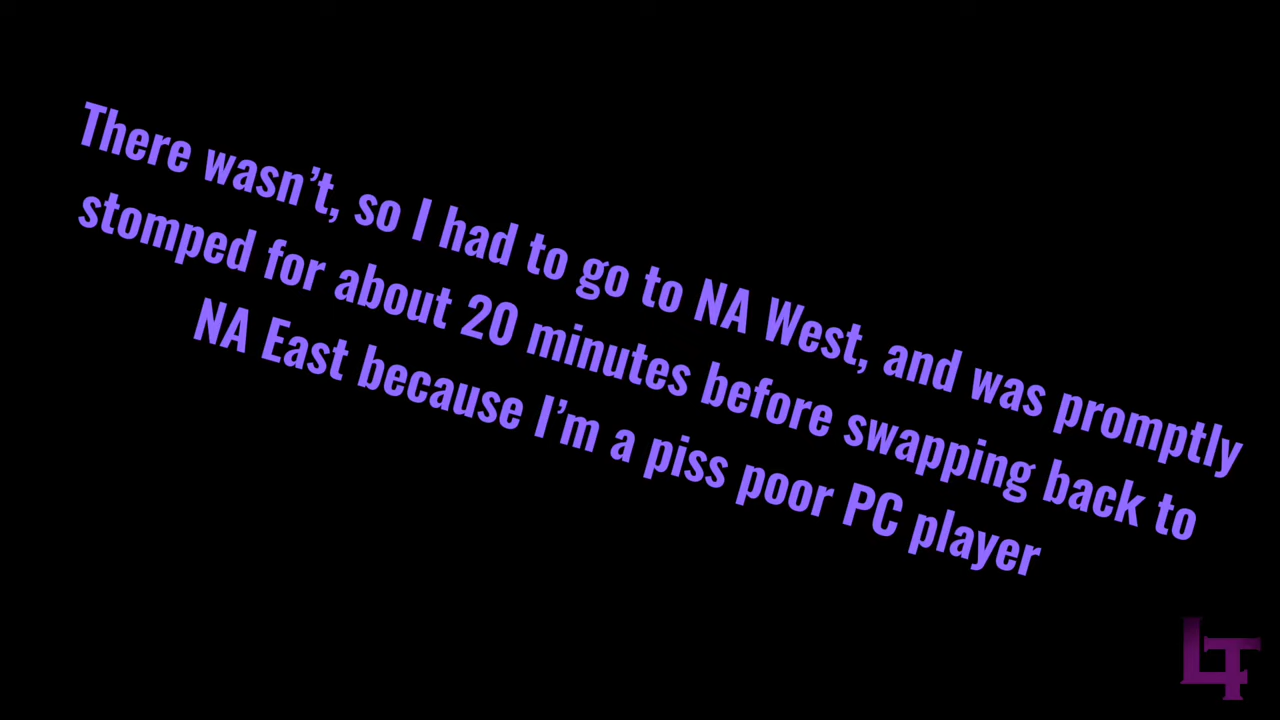 There wasn’t, so I had to go to NA West, and was promptly
stomped for about 20 minutes before swapping back to
NA East because I’m a piss poor PC player
LT